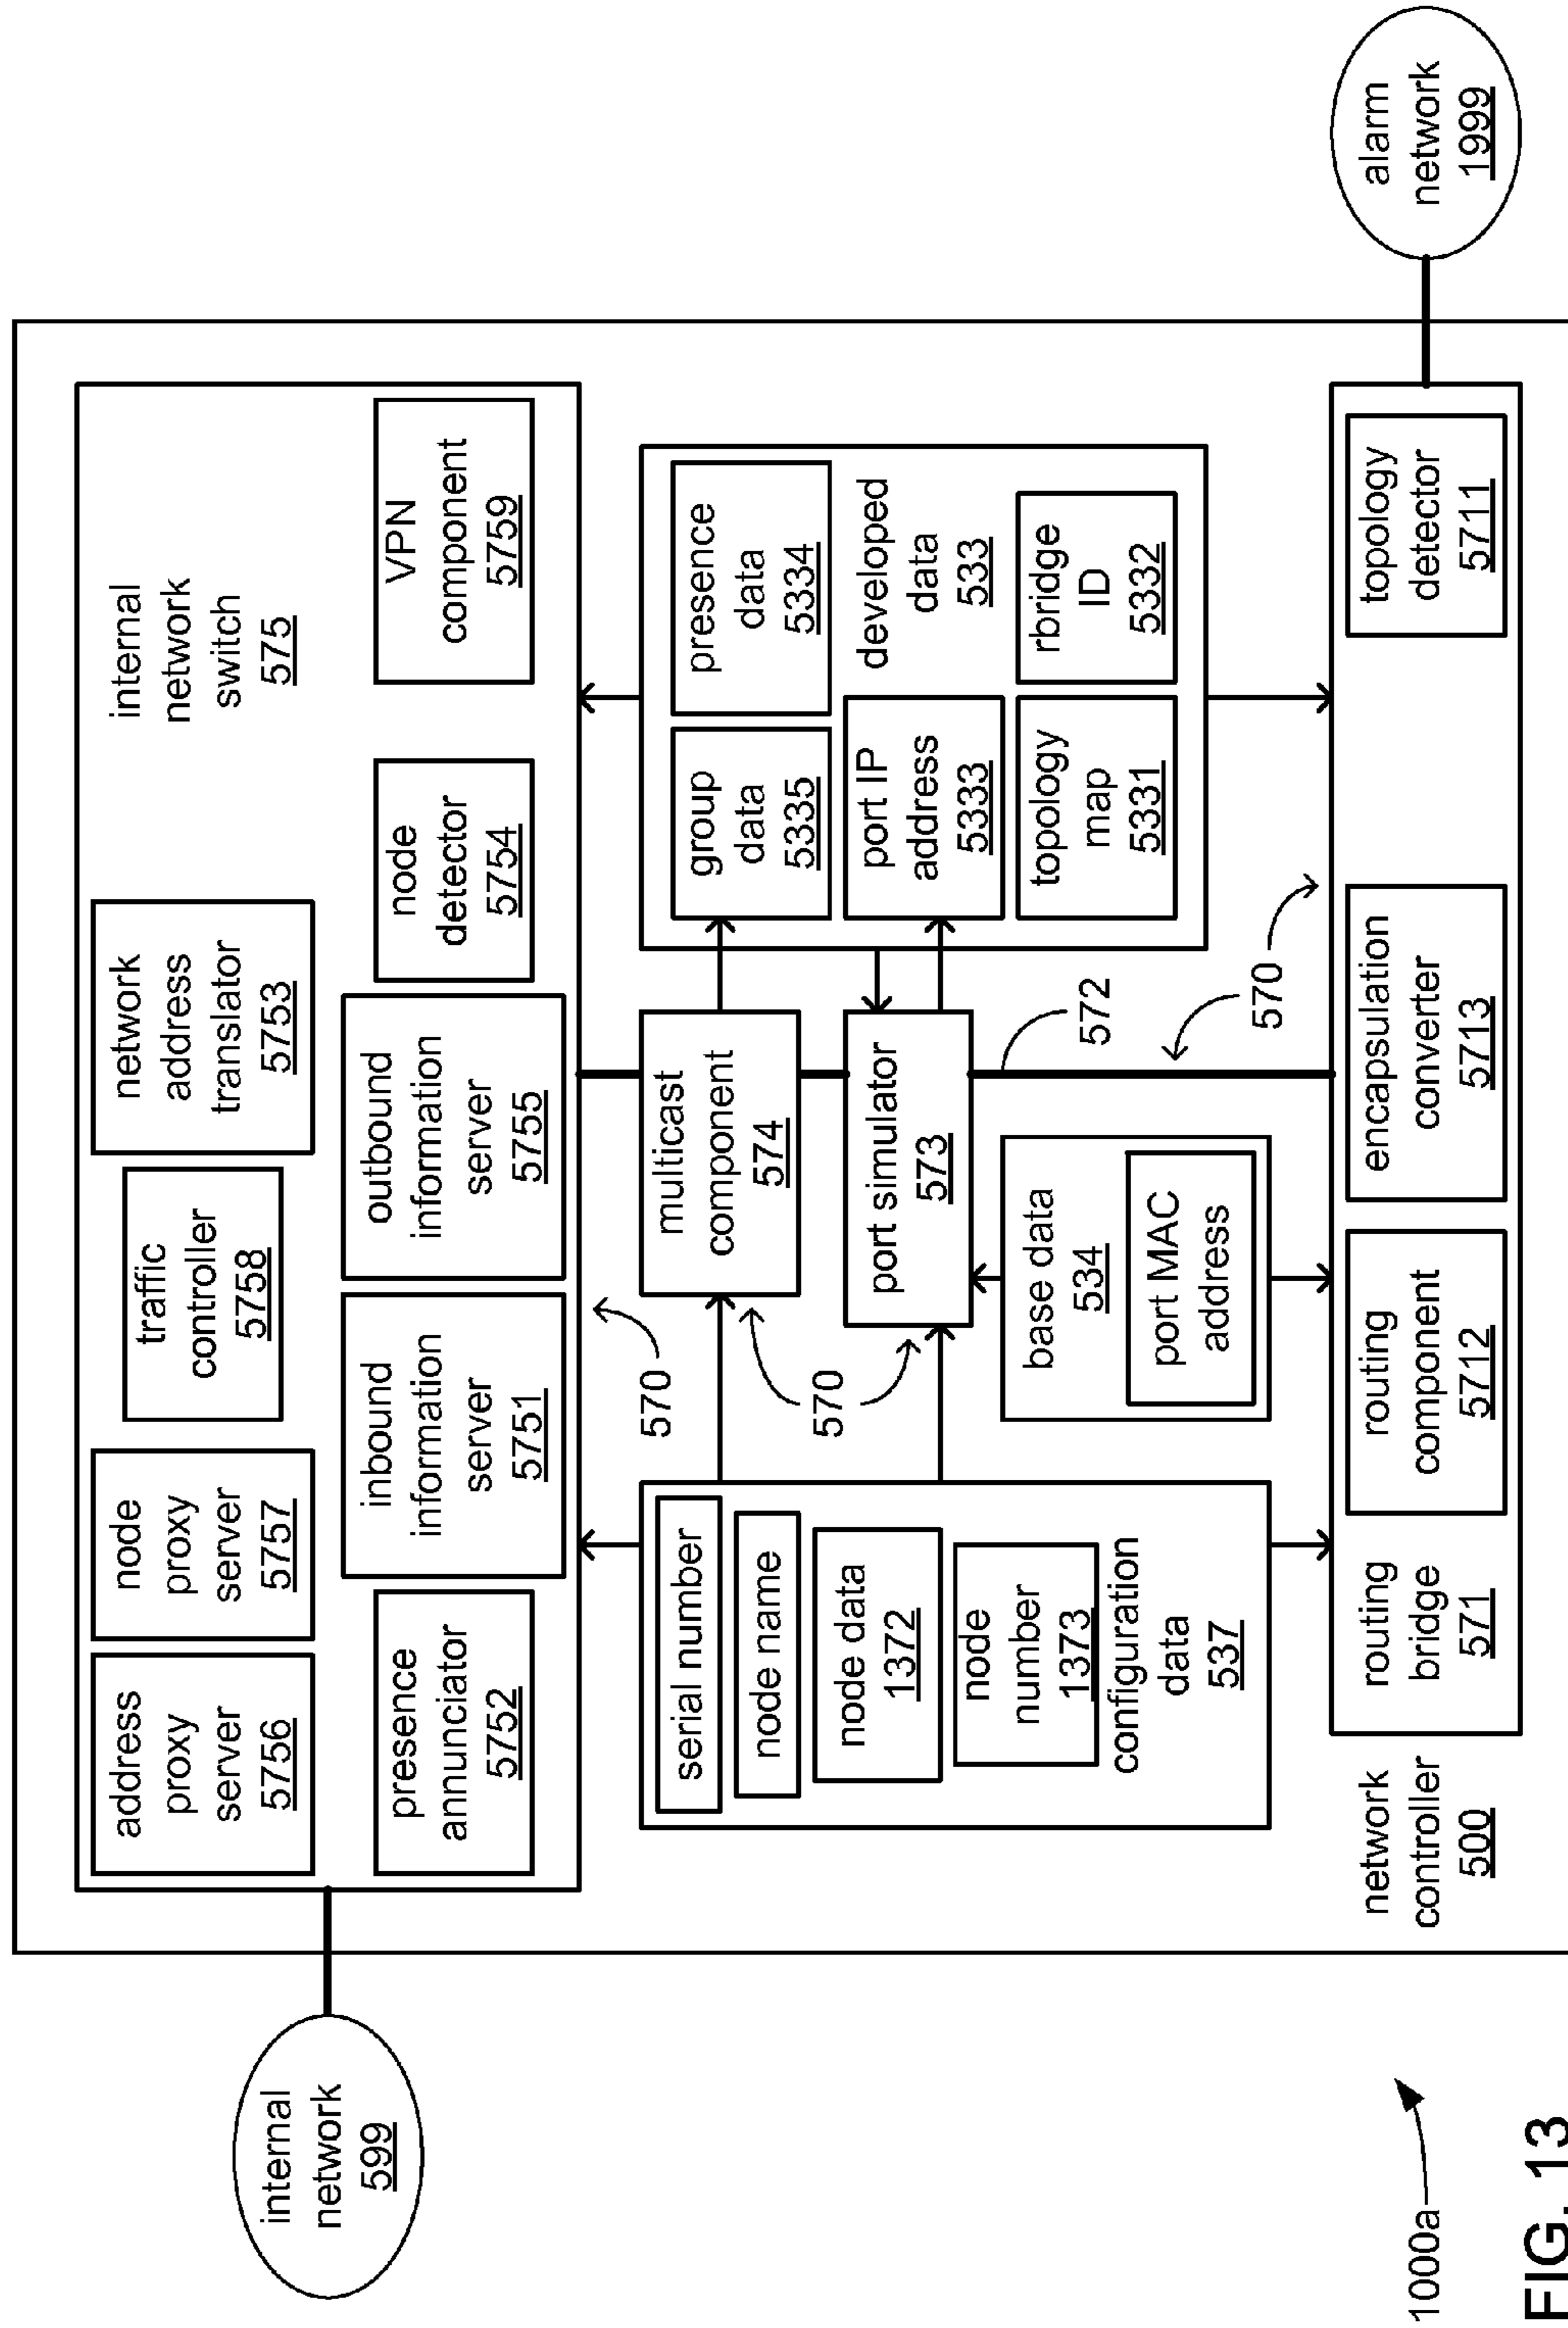 internal
network
599
address
proxy
server
5756
node
proxy
server
5757
traffic
controller
5758
network
address
translator
5753
internal
network
switch
575
presence
annunciator
5752
inbound
information
server
5751
outbound
information
server
5755
node
detector
5754
VPN
component
5759
570
serial number
node name
node data
1372
node
number
1373
configuration
data
537
570
multicast
component
574
port simulator
573
base data
534
port MAC
address
572
570
group
data
5335
presence
data
5334
port IP
address
5333
developed
data
533
topology
map
5331
rbridge
ID
5332
network
controller
500
routing
bridge
571
routing
component
5712
encapsulation
converter
5713
topology
detector
5711
alarm
network
1999
1000a
FIG. 13